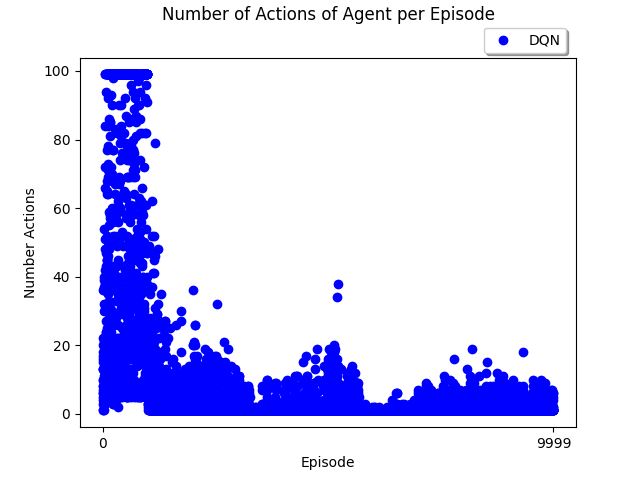 Number of Actions of Agent per Episode
DQN
100
80
60
40
20
0
Number Actions
0
9999
Episode